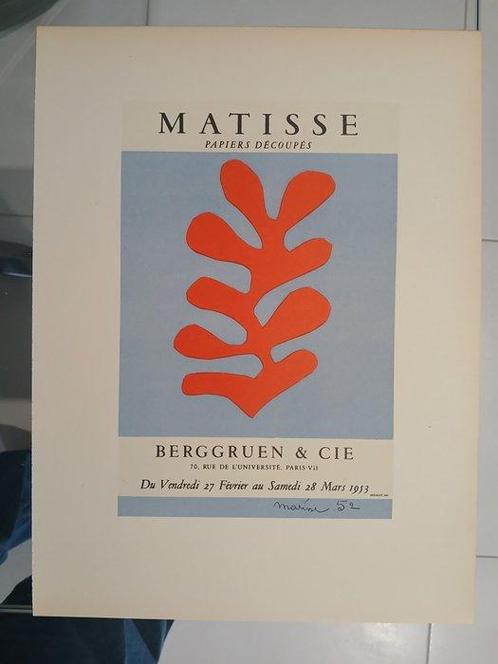 MATISSE
PAPIERS DÉCOUPÉS
BERGGRUEN & CIE
70, RUE DE L'UNIVERSITÉ, PARIS-VII
Du Vendredi 27 Février au Samedi 28 Mars 1953
52